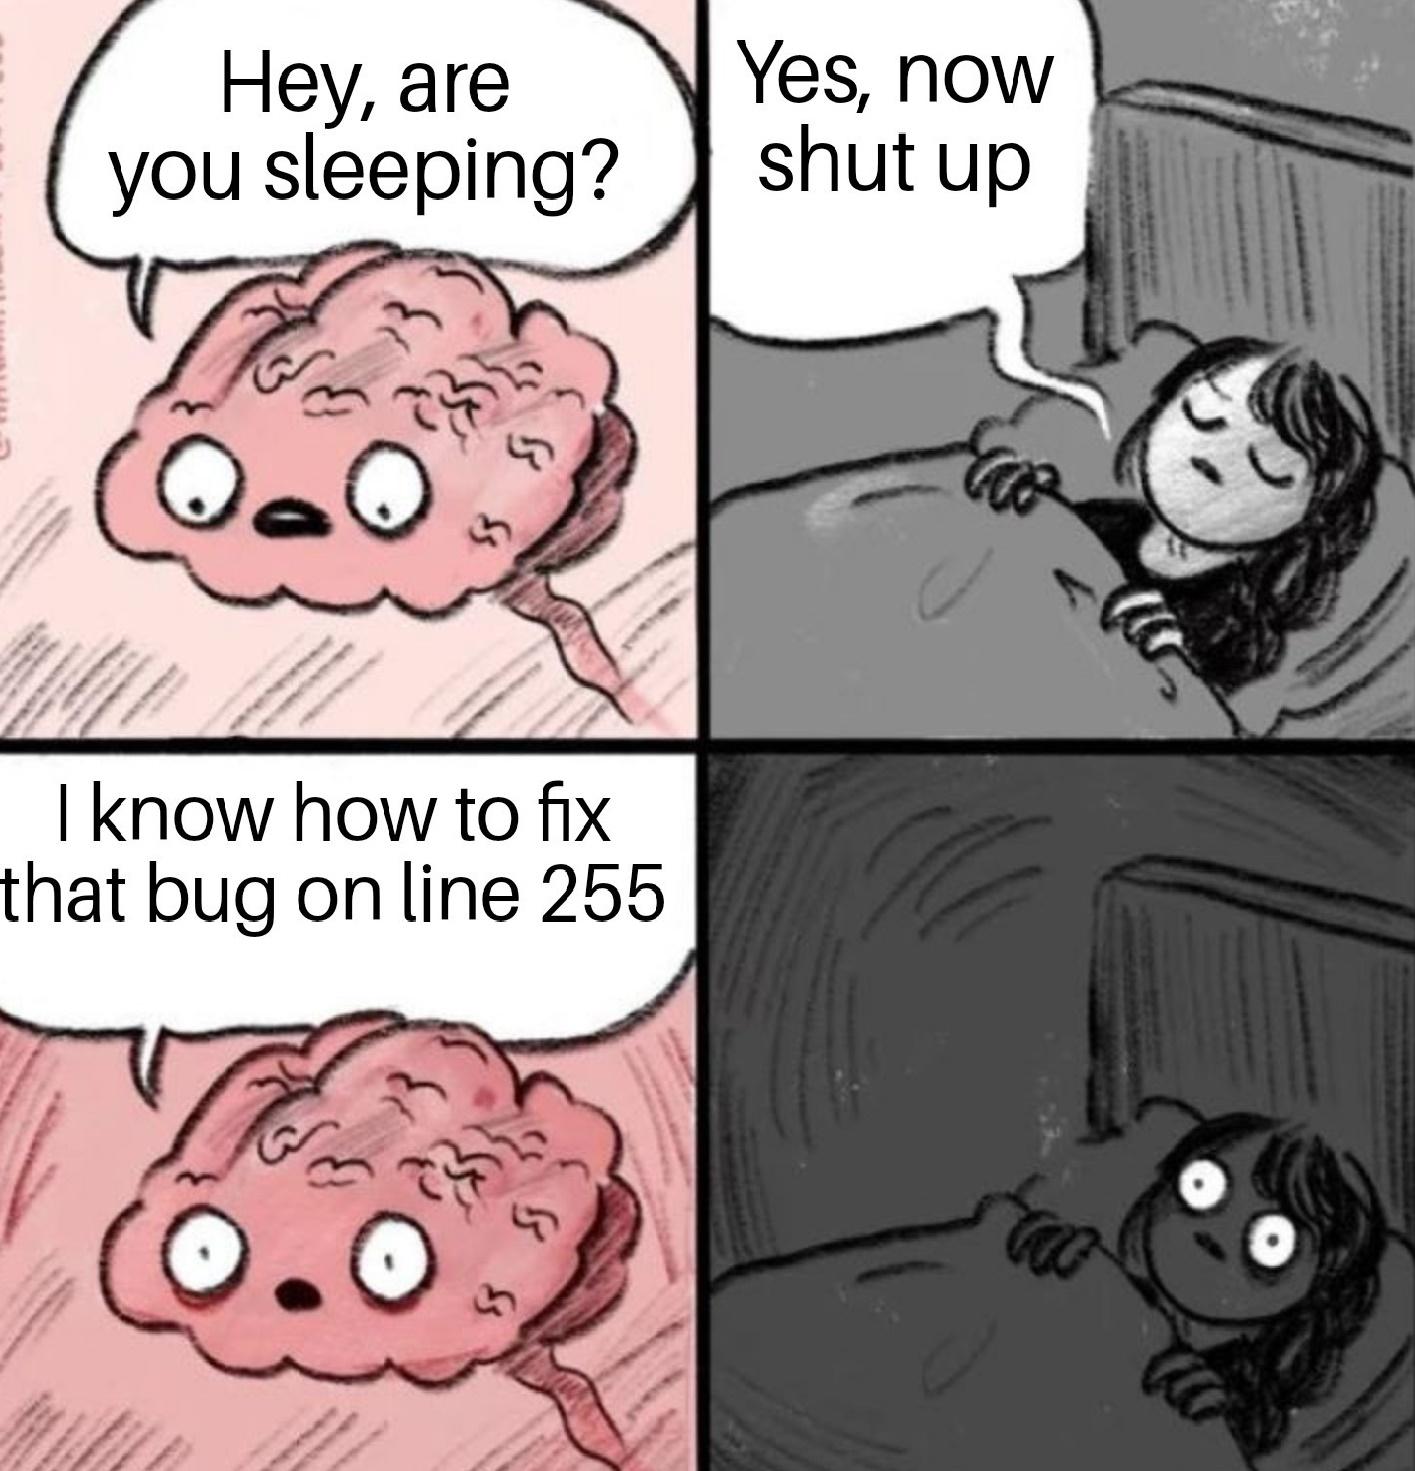 Hey, are
you sleeping?
Yes, now
shut up
I know how to fix
that bug on line 255